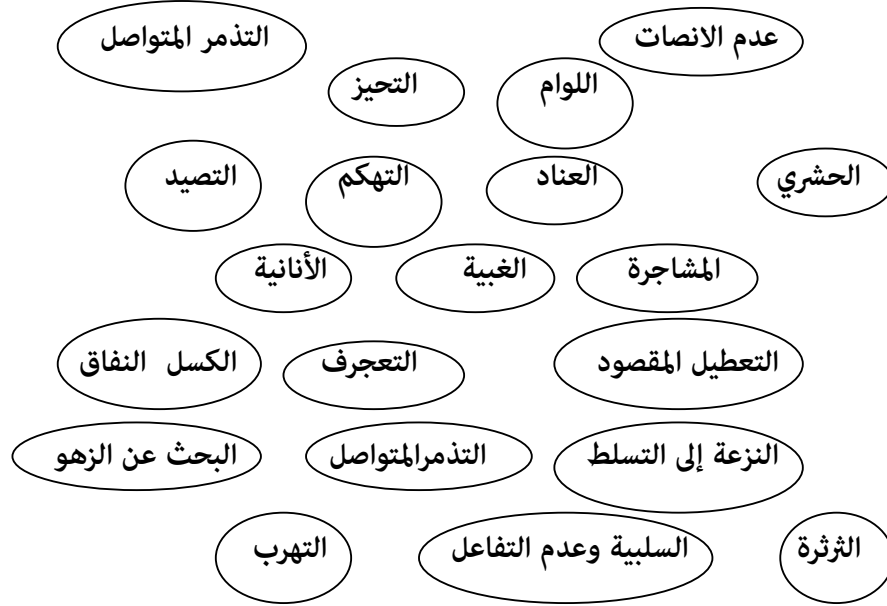 عدم الانصات التذمر المتواصل
اللوام التحيز
الحشري العناد التهكم التصيد
المشاجرة الغبية الأنانية
التعطيل المقصود التعجرف الكسل النفاق
النزعة إلى التسلط التذمرالمتواصل البحث عن الزهو
الثرثرة السلبية وعدم التفاعل التهرب